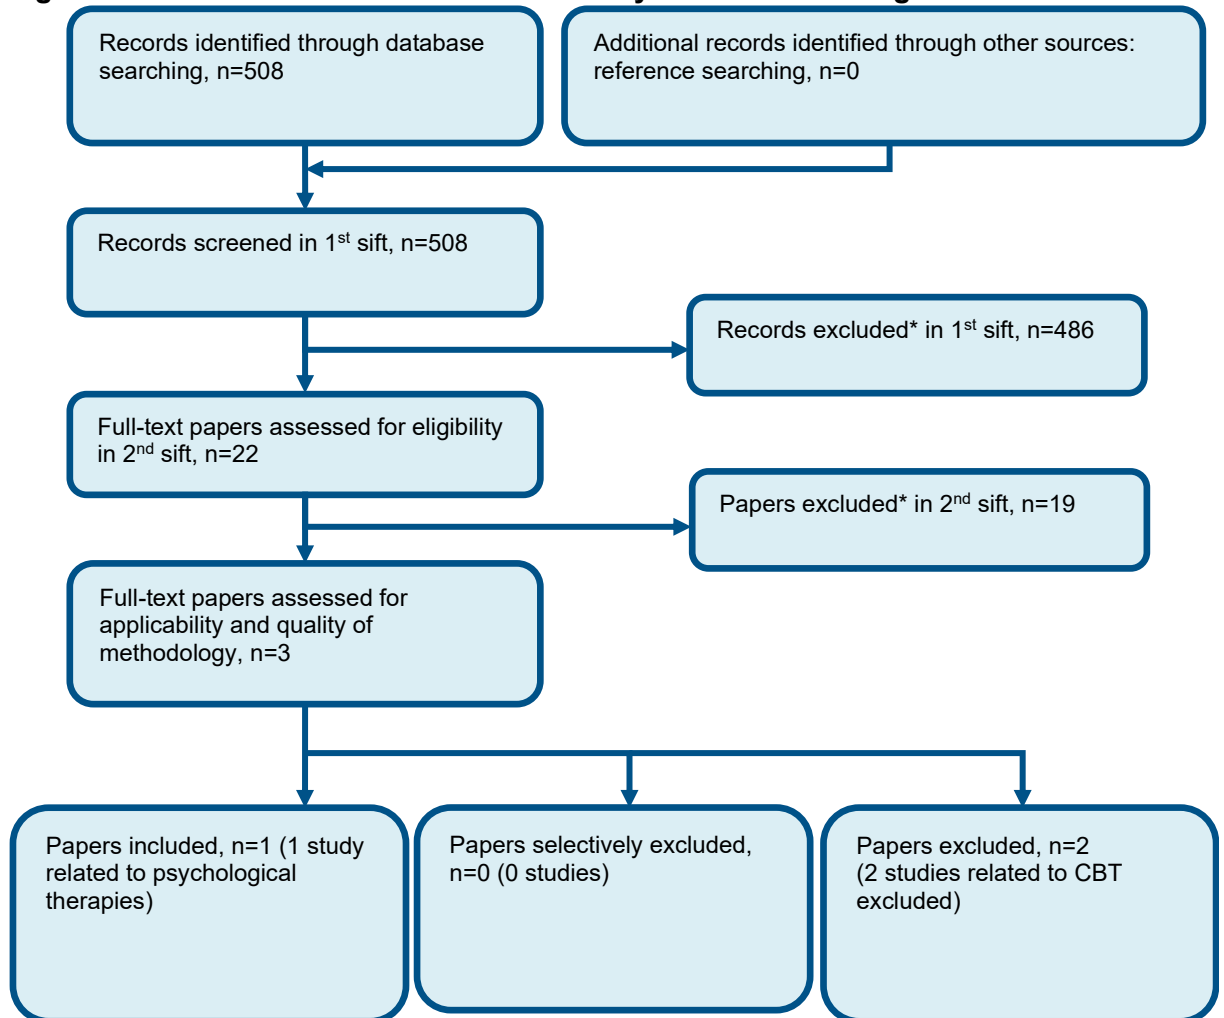 Records identified through database
searching, n=508
Additional records identified through other sources:
reference searching, n=0
Records screened in 1st sift, n=508
Records excluded* in 1st sift, n=486
Full-text papers assessed for eligibility
in 2nd sift, n=22
Papers excluded* in 2nd sift, n=19
Full-text papers assessed for
applicability and quality of
methodology, n=3
Papers included, n=1 (1 study
related to psychological
therapies)
Papers selectively excluded,
n=0 (0 studies)
Papers excluded, n=2
(2 studies related to CBT
excluded)